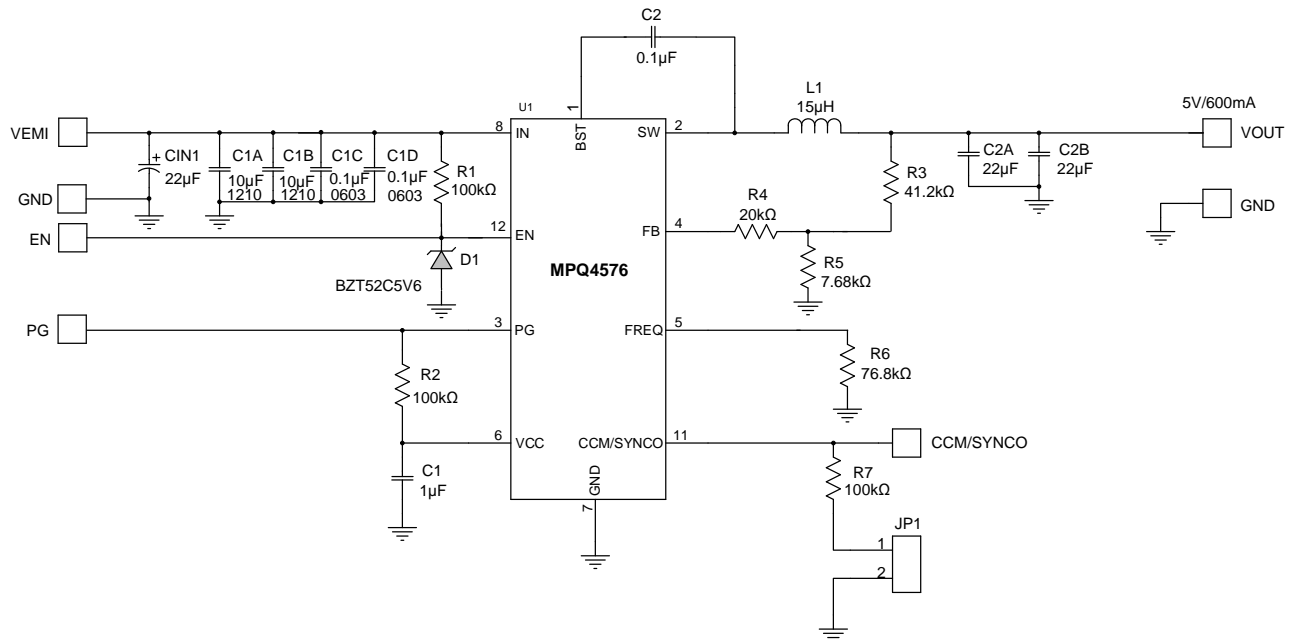 C2
0.1µF
U1
1
BST
L1
15µH
5V/600mA
VEMI
8
IN
SW
2
VOUT
+
CIN1
22µF
C1A
10µF
1210
C1B
10µF
1210
C1C
0.1µF
0603
C1D
0.1µF
0603
R1
100kΩ
R3
41.2kΩ
C2A
22µF
C2B
22µF
GND
GND
EN
12
EN
FB
4
R4
20kΩ
D1
BZT52C5V6
MPQ4576
R5
7.68kΩ
PG
3
PG
FREQ
5
R6
76.8kΩ
R2
100kΩ
6
VCC
CCM/SYNCO
11
CCM/SYNCO
C1
1µF
GND
7
R7
100kΩ
JP1
1
2